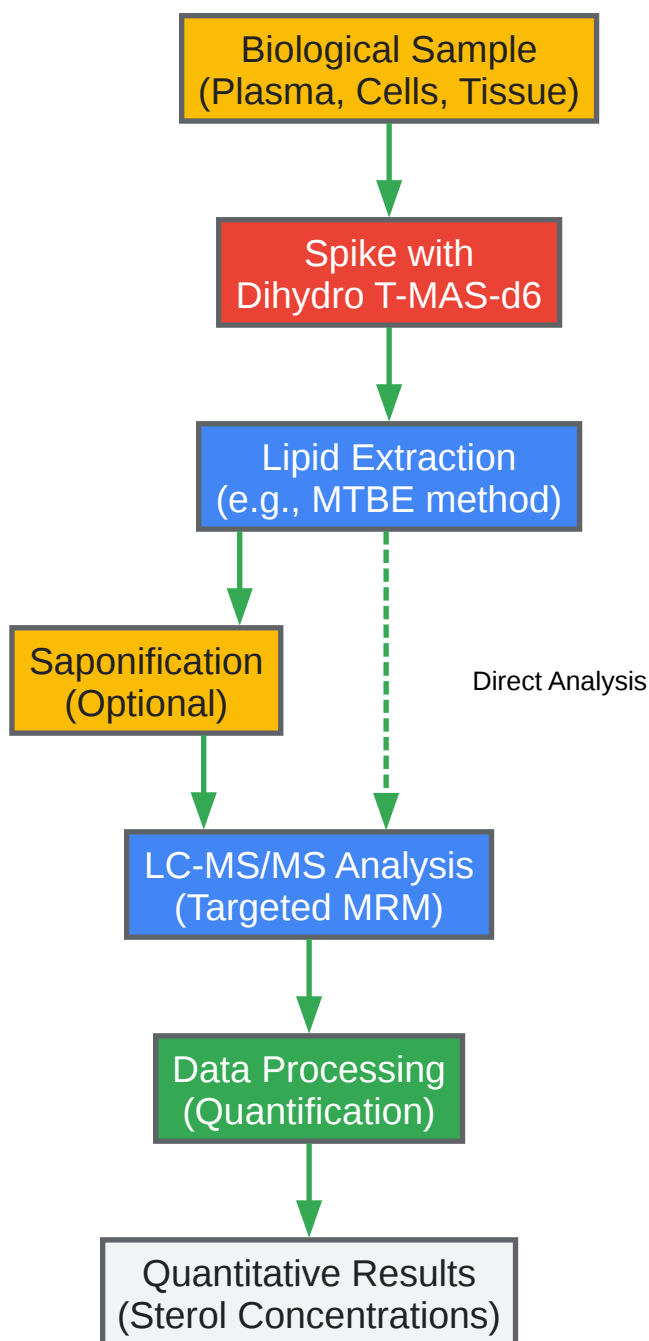 Biological Sample
(Plasma, Cells, Tissue)
Spike with
Dihydro T-MAS-d6
Lipid Extraction
(e.g., MTBE method)
Saponification
(Optional)
Direct Analysis
LC-MS/MS Analysis
(Targeted MRM)
Data Processing
(Quantification)
Quantitative Results
(Sterol Concentrations)